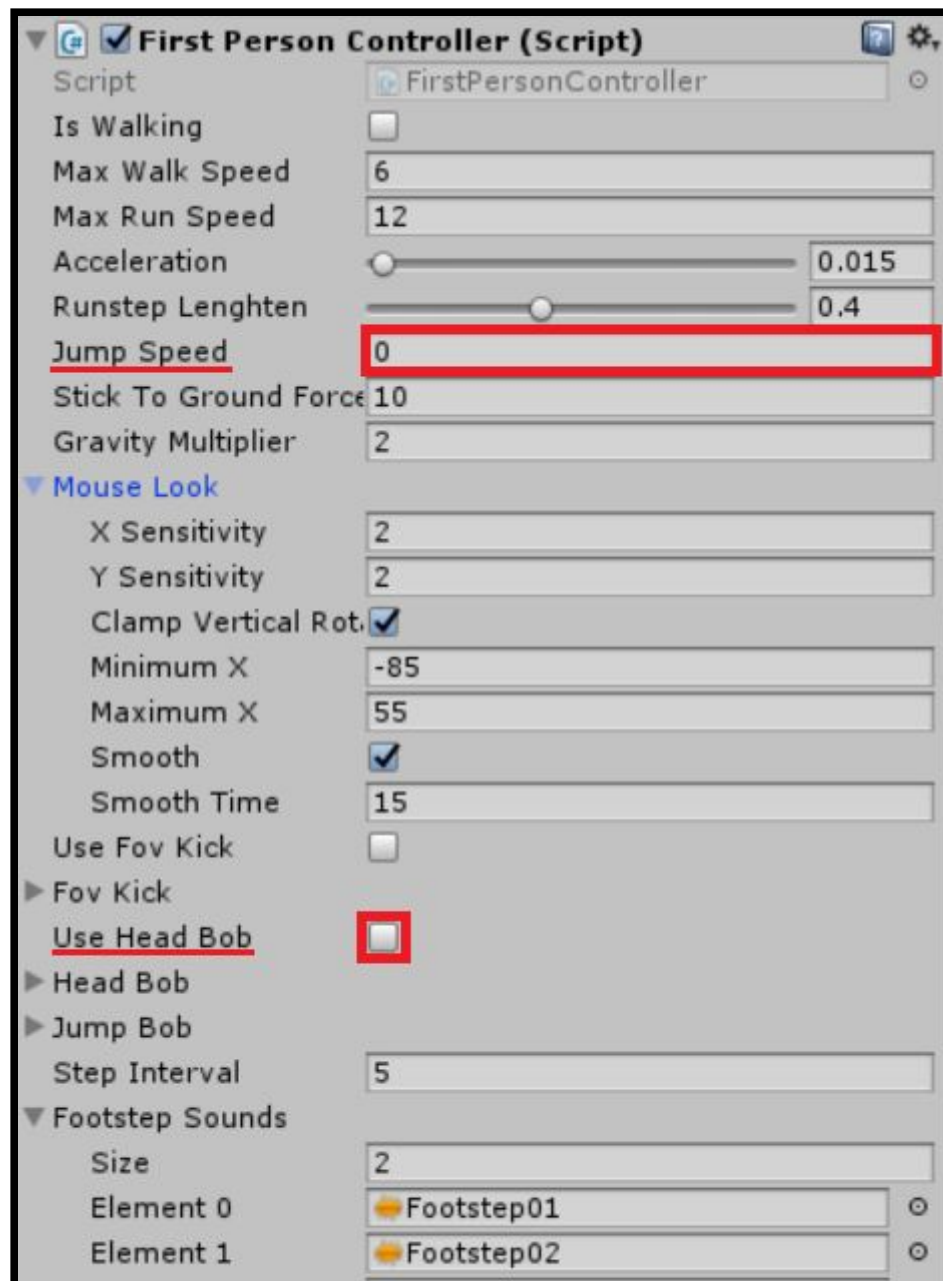 First Person Controller (Script)
Script FirstPersonController
Is Walking
Max Walk Speed 6
Max Run Speed 12
Acceleration 0.015
Runstep Lenghten 0.4
Jump Speed 0
Stick To Ground Force 10
Gravity Multiplier 2
Mouse Look
X Sensitivity 2
Y Sensitivity 2
Clamp Vertical Rot
Minimum X -85
Maximum X 55
Smooth
Smooth Time 15
Use Fov Kick
Fov Kick
Use Head Bob
Head Bob
Jump Bob
Step Interval 5
Footstep Sounds
Size 2
Element 0 Footstep01
Element 1 Footstep02